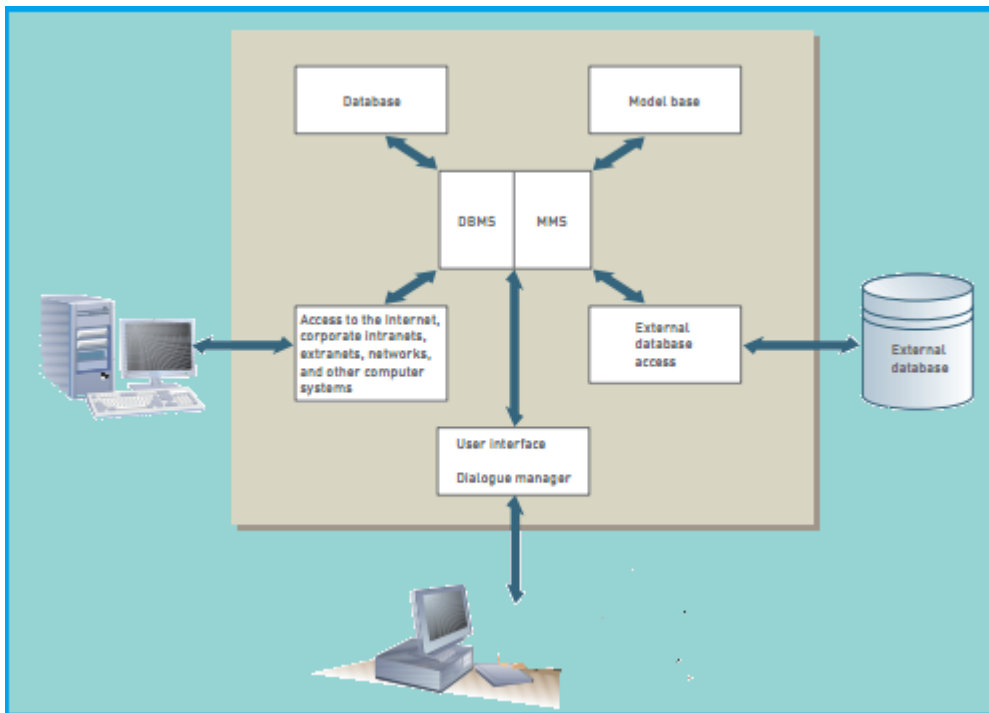 Database
Model base
DBMS
MMS
Access to the Internet,
corporate intranets,
extranets, networks,
and other computer
systems
External
database
access
External
database
User interface
Dialogue manager